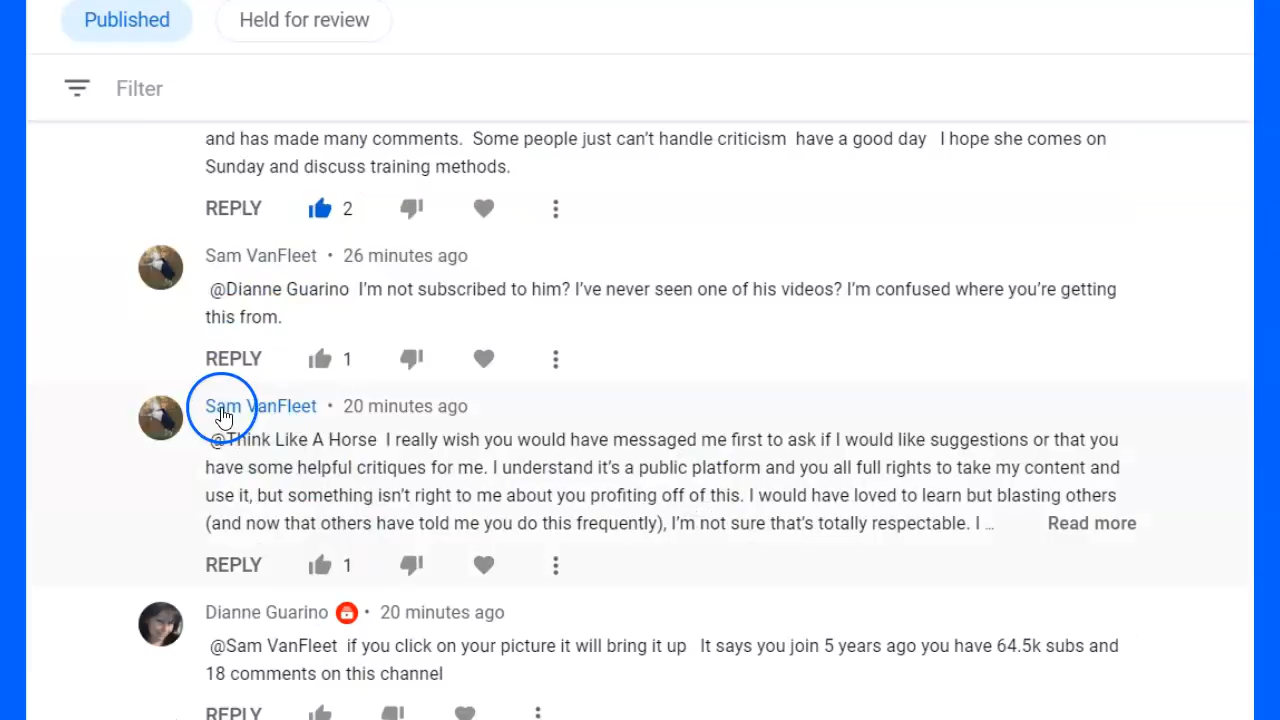 Published
Held for review
Filter
and has made many comments.  Some people just can't handle criticism  have a good day   I hope she comes on
Sunday and discuss training methods.
REPLY 2
Sam VanFleet • 26 minutes ago
@Dianne Guarino  I'm not subscribed to him? I've never seen one of his videos? I'm confused where you're getting
this from.
REPLY 1
Sam VanFleet • 20 minutes ago
@Think Like A Horse  I really wish you would have messaged me first to ask if I would like suggestions or that you
have some helpful critiques for me. I understand it's a public platform and you all full rights to take my content and
use it, but something isn't right to me about you profiting off of this. I would have loved to learn but blasting others
(and now that others have told me you do this frequently), I'm not sure that's totally respectable. I ... Read more
REPLY 1
Dianne Guarino • 20 minutes ago
@Sam VanFleet  if you click on your picture it will bring it up   It says you join 5 years ago you have 64.5k subs and
18 comments on this channel
REPLY